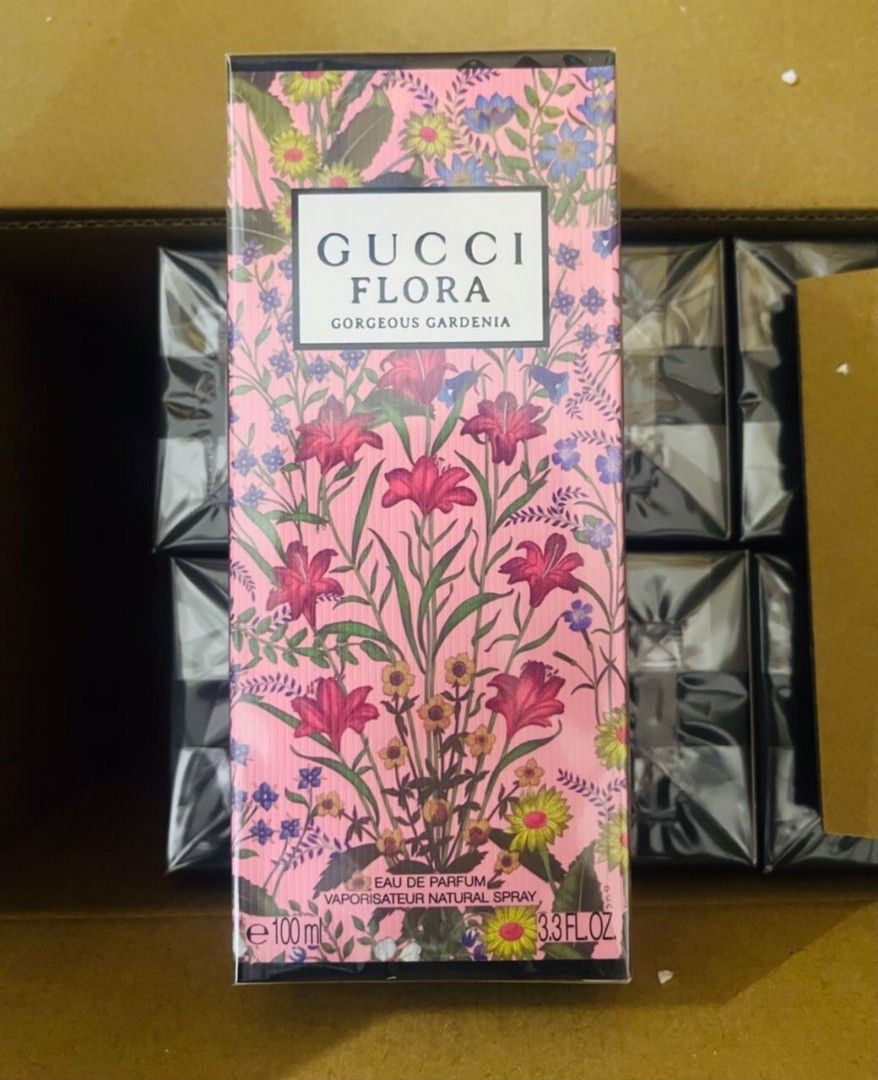 GUCCI
FLORA
GORGEOUS GARDENIA
EAU DE PARFUM
VAPORISATEUR NATURAL SPRAY
℮ 100 ml
3.3 FL.OZ.